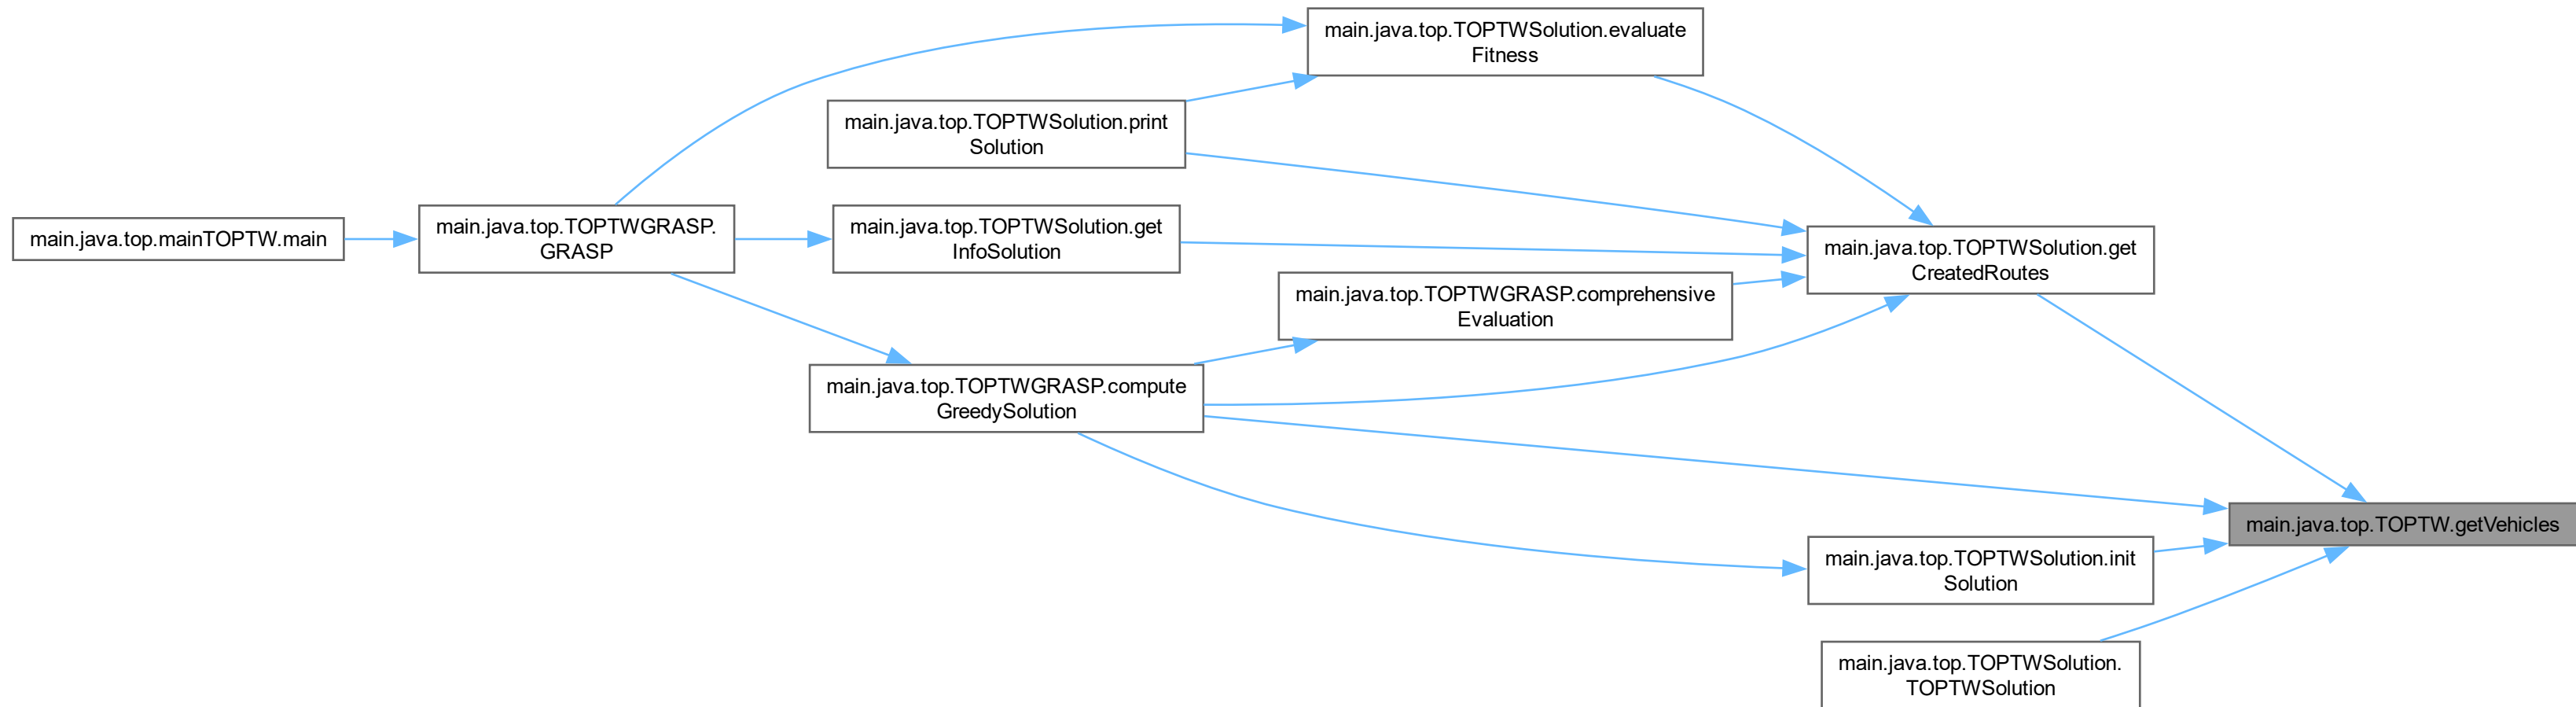 main.java.top.TOPTWSolution.evaluate
Fitness
main.java.top.TOPTWSolution.print
Solution
main.java.top.mainTOPTW.main
main.java.top.TOPTWGRASP.
GRASP
main.java.top.TOPTWSolution.get
InfoSolution
main.java.top.TOPTWSolution.get
CreatedRoutes
main.java.top.TOPTWGRASP.comprehensive
Evaluation
main.java.top.TOPTWGRASP.compute
GreedySolution
main.java.top.TOPTW.getVehicles
main.java.top.TOPTWSolution.init
Solution
main.java.top.TOPTWSolution.
TOPTWSolution